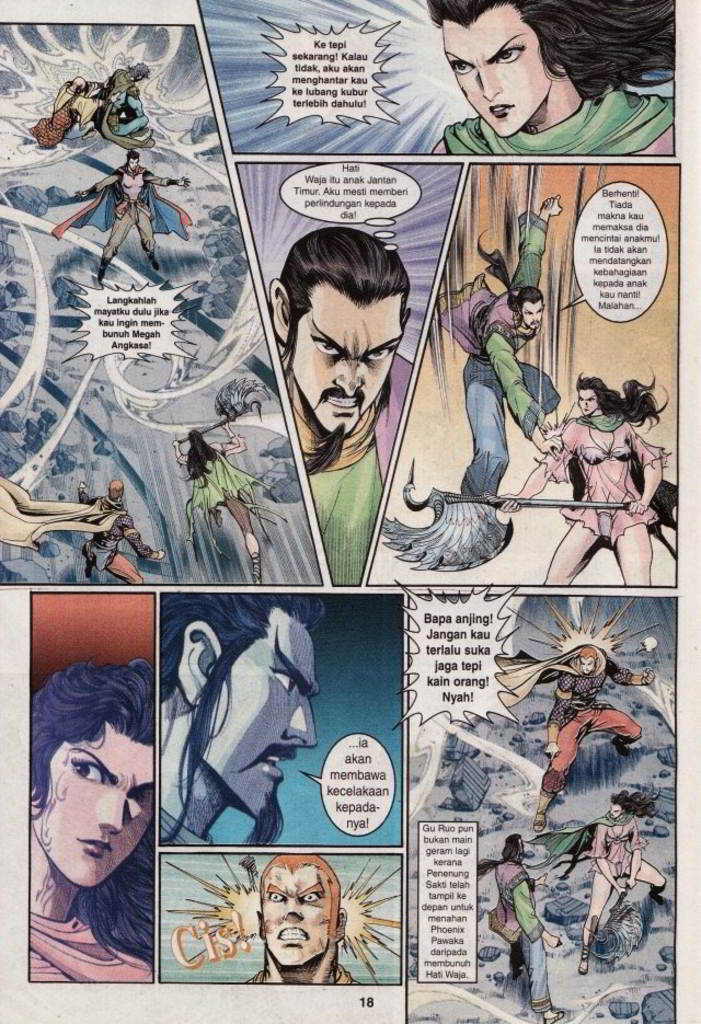 Langkahlah
mayatku dulu jika
kau ingin mem-
bunuh Megah
Angkasa!
Ke tepi
sekarang! Kalau
tidak, aku akan
menghantar kau
ke lubang kubur
terlebih dahulu!
Hati
Waja itu anak Jantan
Timur. Aku mesti memberi
perlindungan kepada
dia!
Berhenti!
Tiada
makna kau
memaksa dia
mencintai anakmu!
Ia tidak akan
mendatangkan
kebahagiaan
kepada anak
kau nanti!
Malahan...
...ia
akan
membawa
kecelakaan
kepada-
nya!
Cis!
Bapa anjing!
Jangan kau
terlalu suka
jaga tepi
kain orang!
Nyah!
Gu Ruo pun
bukan main
geram lagi
kerana
Penenung
Sakti telah
tampil ke
depan untuk
menahan
Phoenix
Pawaka
daripada
membunuh
Hati Waja.
18